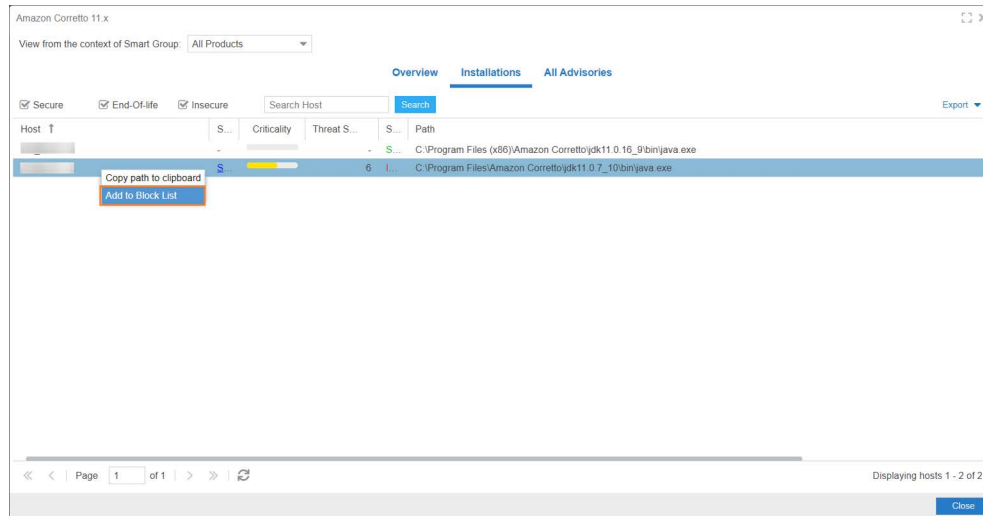 Amazon Corretto 11.x
View from the context of Smart Group: All Products
Overview Installations All Advisories
Secure End-Of-life Insecure Search Host Search Export
Host ↑ S... Criticality Threat S... S... Path
- - S... C:\Program Files (x86)\Amazon Corretto\jdk11.0.16_9\bin\java.exe
S... 6 I... C:\Program Files\Amazon Corretto\jdk11.0.7_10\bin\java.exe
Copy path to clipboard
Add to Block List
Page 1 of 1 Displaying hosts 1 - 2 of 2
Close